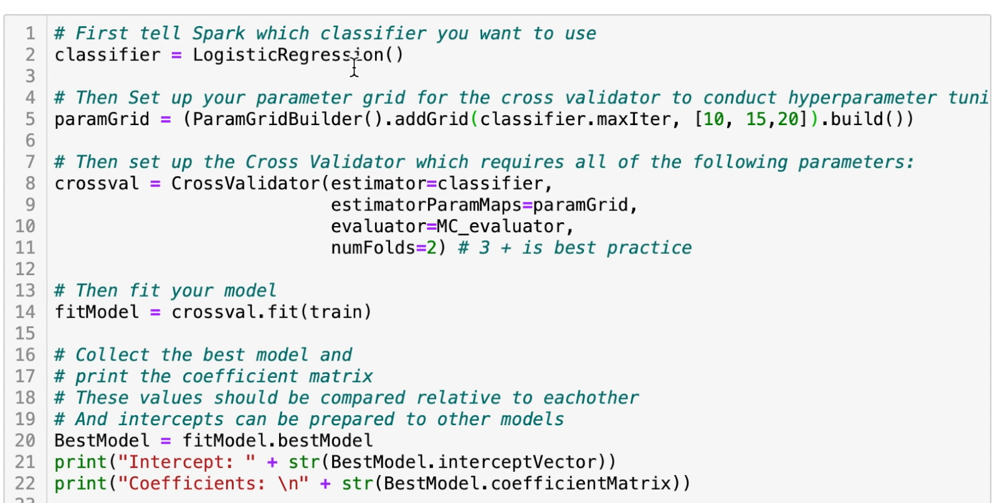 1 # First tell Spark which classifier you want to use
2 classifier = LogisticRegression()
3
4 # Then Set up your parameter grid for the cross validator to conduct hyperparameter tuni
5 paramGrid = (ParamGridBuilder().addGrid(classifier.maxIter, [10, 15,20]).build())
6
7 # Then set up the Cross Validator which requires all of the following parameters:
8 crossval = CrossValidator(estimator=classifier,
9                           estimatorParamMaps=paramGrid,
10                           evaluator=MC_evaluator,
11                           numFolds=2) # 3 + is best practice
12
13 # Then fit your model
14 fitModel = crossval.fit(train)
15
16 # Collect the best model and
17 # print the coefficient matrix
18 # These values should be compared relative to eachother
19 # And intercepts can be prepared to other models
20 BestModel = fitModel.bestModel
21 print("Intercept: " + str(BestModel.interceptVector))
22 print("Coefficients: \n" + str(BestModel.coefficientMatrix))
23